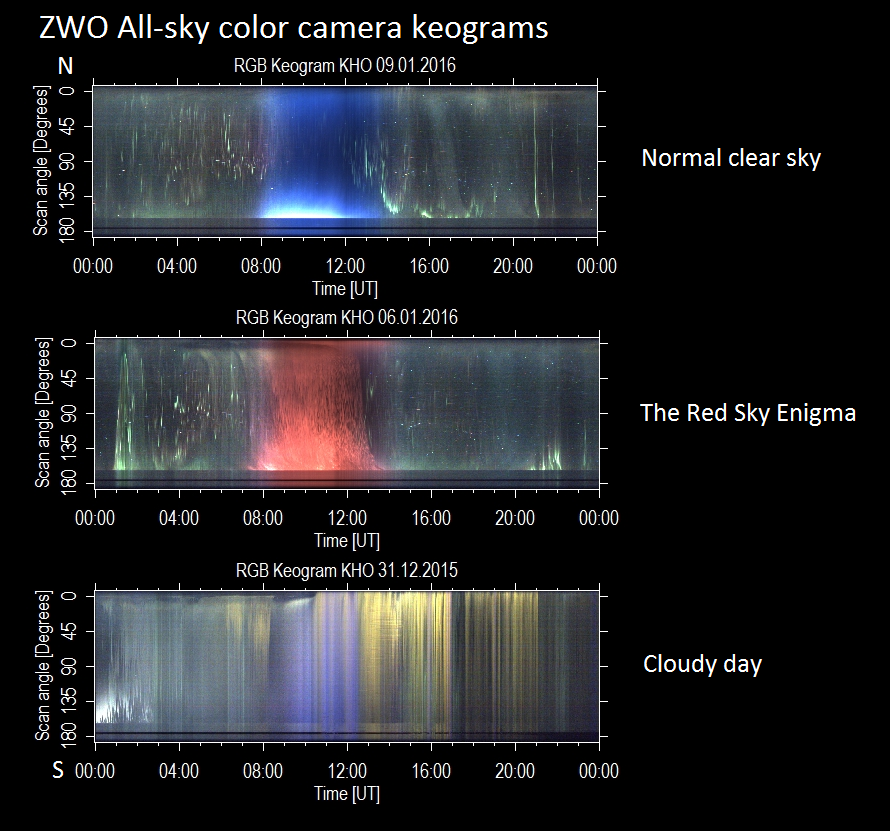 ZWO All-sky color camera keograms
N
RGB Keogram KHO 09.01.2016
Scan angle [Degrees]
0
45
90
135
180
00:00 04:00 08:00 12:00 16:00 20:00 00:00
Time [UT]
Normal clear sky
RGB Keogram KHO 06.01.2016
Scan angle [Degrees]
0
45
90
135
180
00:00 04:00 08:00 12:00 16:00 20:00 00:00
Time [UT]
The Red Sky Enigma
RGB Keogram KHO 31.12.2015
Scan angle [Degrees]
0
45
90
135
180
S
00:00 04:00 08:00 12:00 16:00 20:00 00:00
Time [UT]
Cloudy day